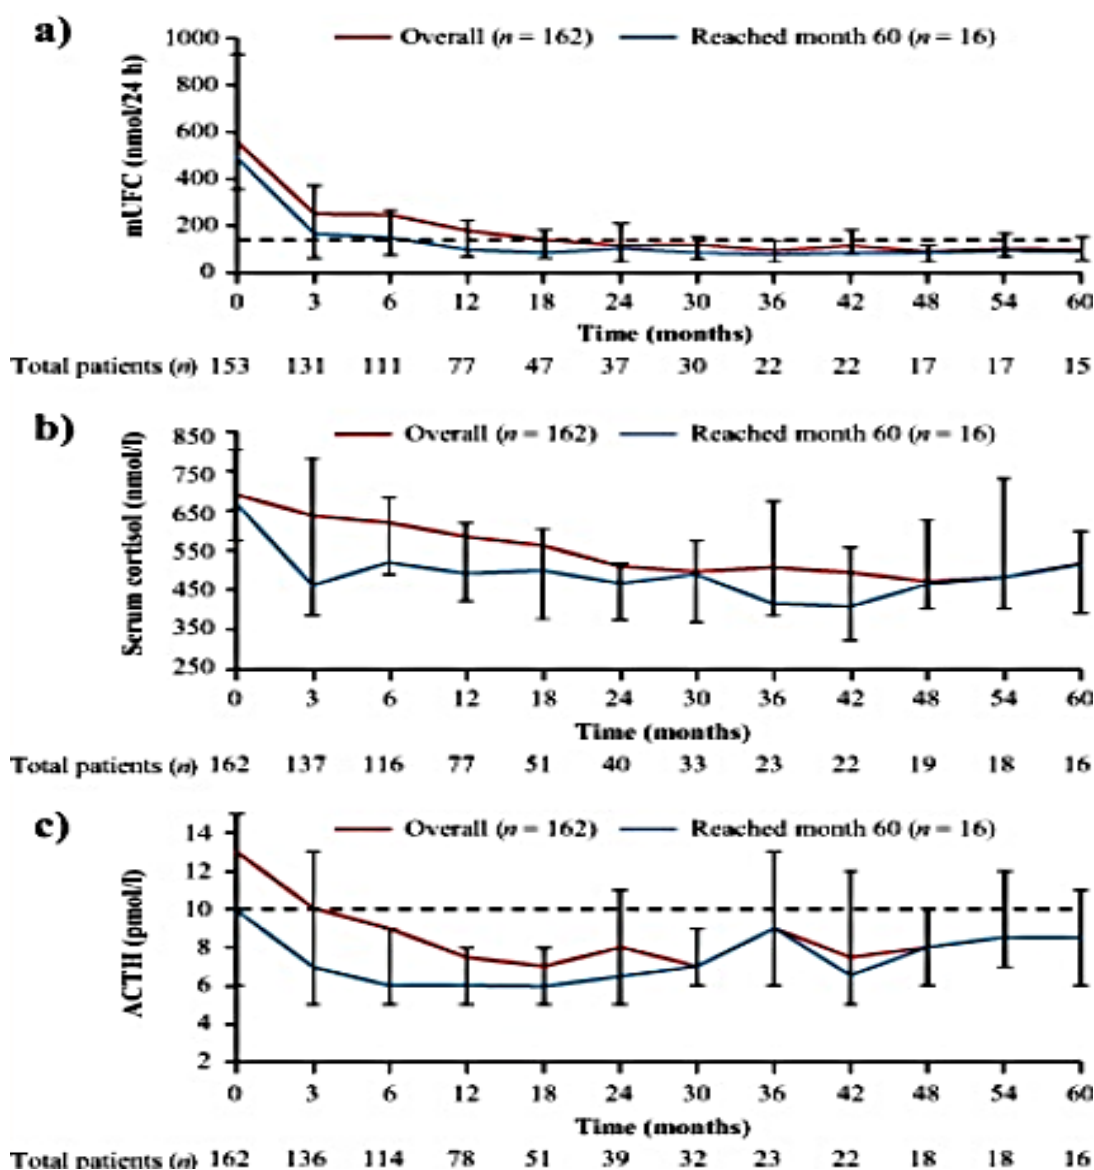 a)
Overall (n = 162) Reached month 60 (n = 16)
mUFC (nmol/24 h)
1000
800
600
400
200
0
0 3 6 12 18 24 30 36 42 48 54 60
Time (months)
Total patients (n) 153 131 111 77 47 37 30 22 22 17 17 15
b)
Overall (n = 162) Reached month 60 (n = 16)
Serum cortisol (nmol/l)
850
750
650
550
450
350
250
0 3 6 12 18 24 30 36 42 48 54 60
Time (months)
Total patients (n) 162 137 116 77 51 40 33 23 22 19 18 16
c)
Overall (n = 162) Reached month 60 (n = 16)
ACTH (pmol/l)
14
12
10
8
6
4
2
0 3 6 12 18 24 30 36 42 48 54 60
Time (months)
Total patients (n) 162 136 114 78 51 39 32 23 22 18 18 16